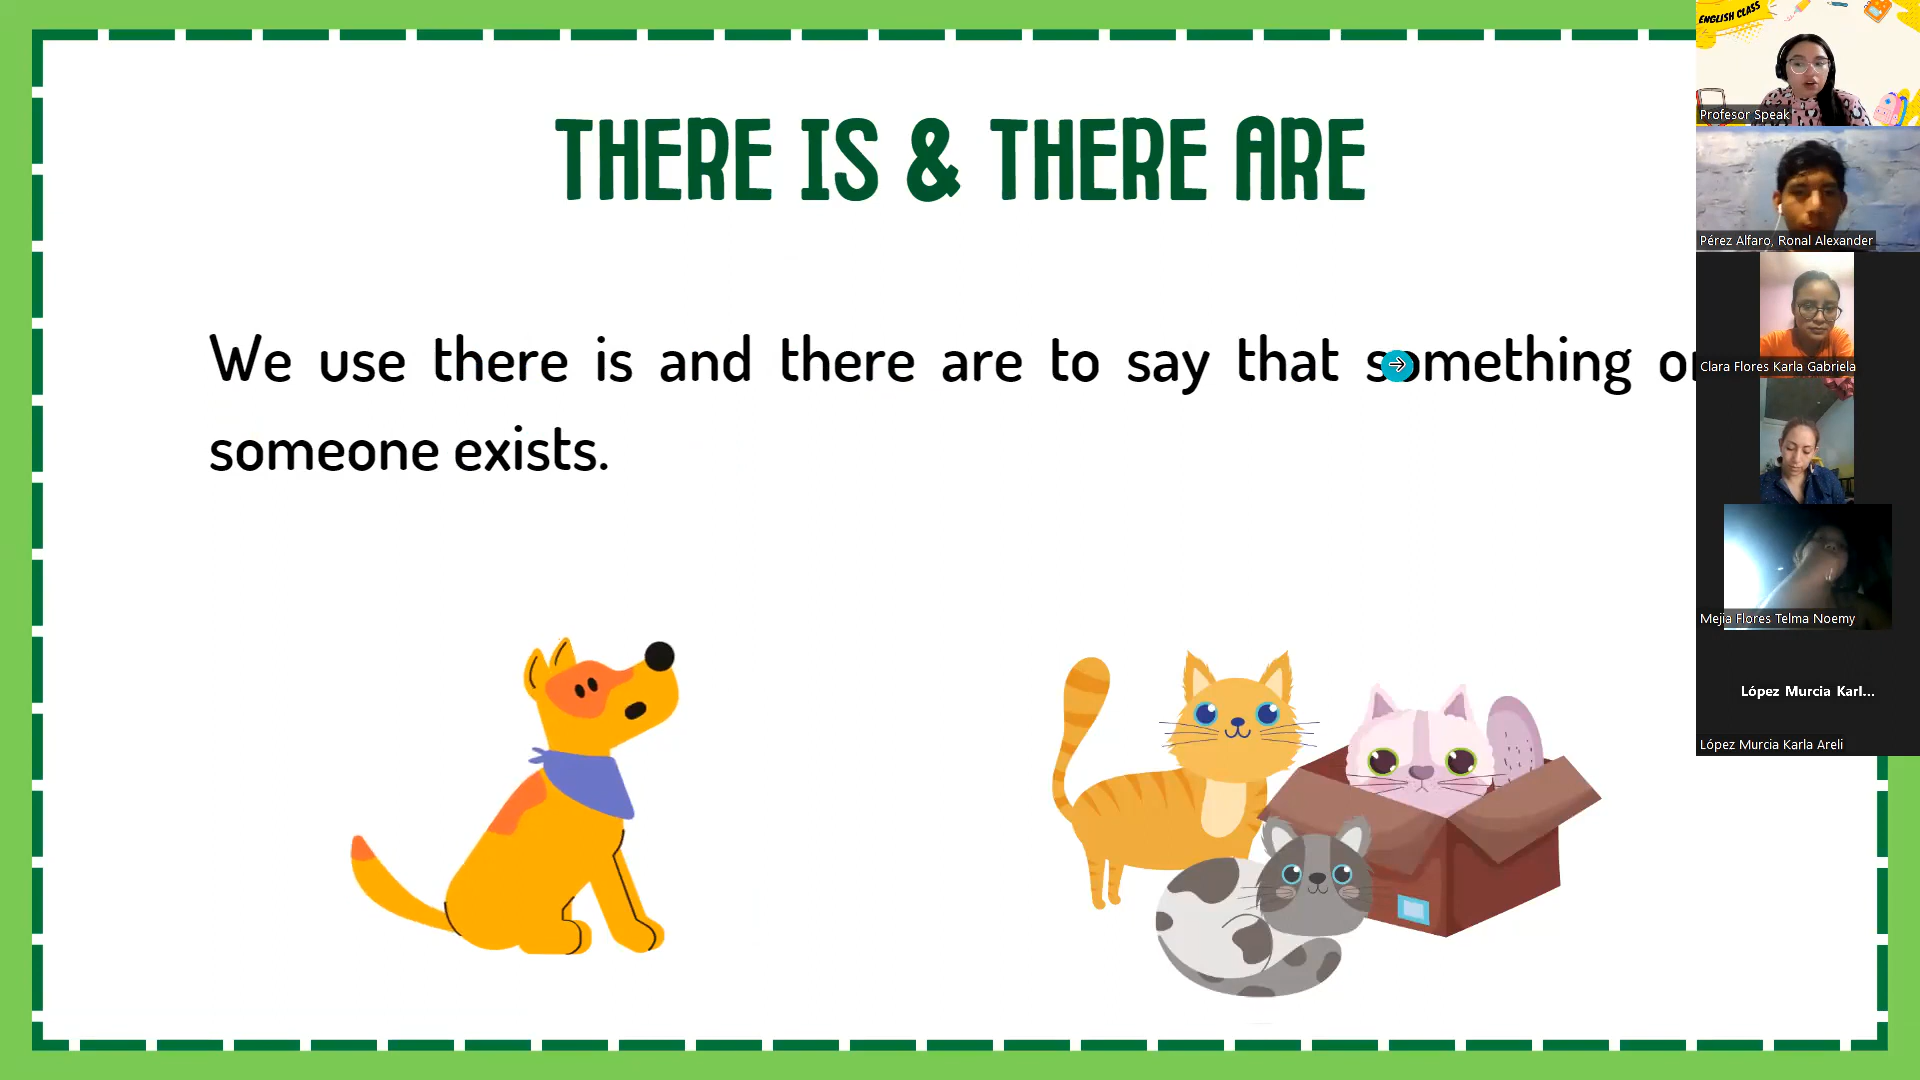 THERE IS & THERE ARE
We use there is and there are to say that something or
someone exists.
ENGLISH CLASS
Profesor Speak
Pérez Alfaro, Ronal Alexander
Clara Flores Karla Gabriela
Mejia Flores Telma Noemy
López Murcia Karl...
López Murcia Karla Areli